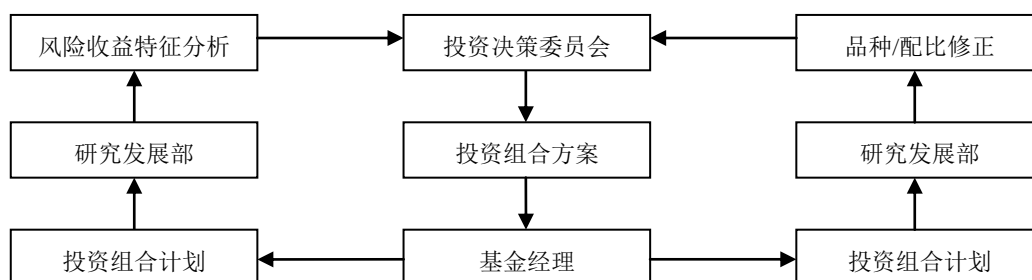 风险收益特征分析
投资决策委员会
品种/配比修正
研究发展部
投资组合方案
研究发展部
投资组合计划
基金经理
投资组合计划